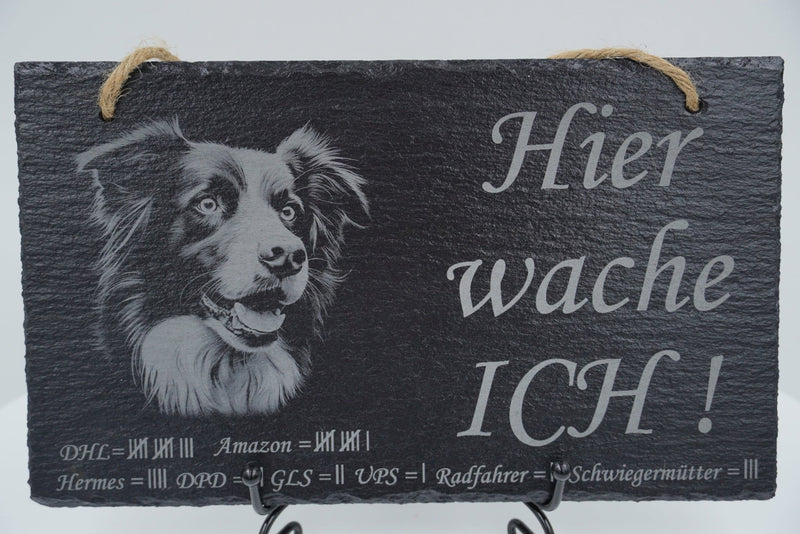 Hier
wache
ICH !
DHL= 𝍸 𝍸 ||| Amazon = 𝍸 𝍸 |
Hermes = |||| DPD = GLS = || UPS = | Radfahrer = Schwiegermütter = |||